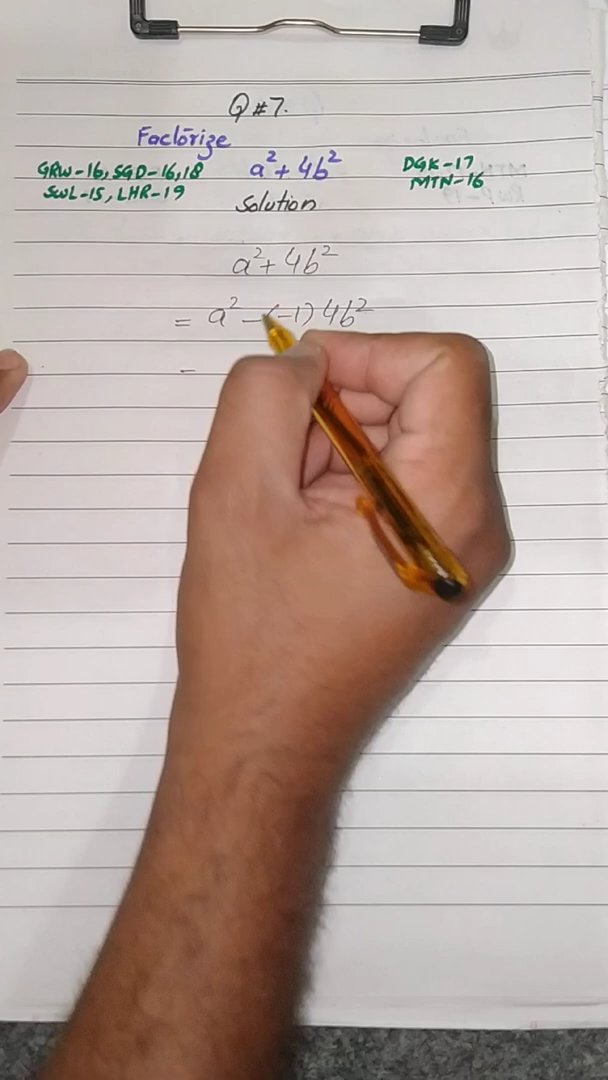 Q#7.
Factorize
GRW-16, SGD-16,18 a²+4b² DGK-17
SWL-15, LHR-19 MTN-16
Solution
a²+4b²
= a²-(-1)4b²
-